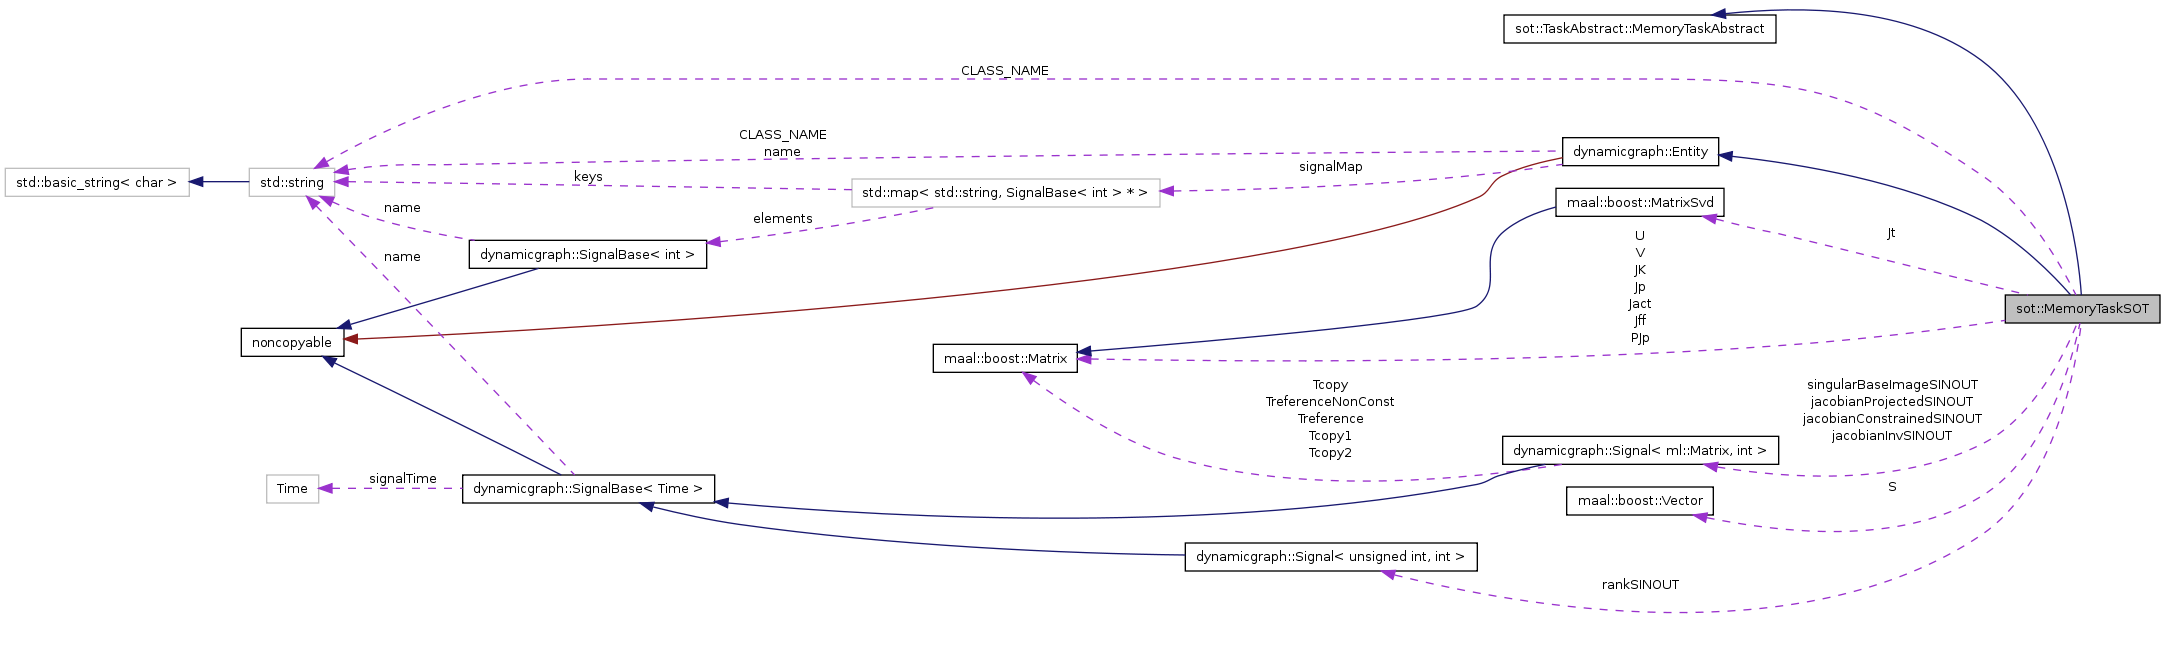 sot::TaskAbstract::MemoryTaskAbstract
CLASS_NAME
CLASS_NAME
name
dynamicgraph::Entity
signalMap
keys
std::basic_string< char >
std::string
std::map< std::string, SignalBase< int > * >
maal::boost::MatrixSvd
name
elements
Jt
U
V
JK
Jp
Jact
Jff
PJp
dynamicgraph::SignalBase< int >
name
sot::MemoryTaskSOT
noncopyable
maal::boost::Matrix
Tcopy
TreferenceNonConst
Treference
Tcopy1
Tcopy2
singularBaseImageSINOUT
jacobianProjectedSINOUT
jacobianConstrainedSINOUT
jacobianInvSINOUT
dynamicgraph::Signal< ml::Matrix, int >
signalTime
Time
dynamicgraph::SignalBase< Time >
S
maal::boost::Vector
dynamicgraph::Signal< unsigned int, int >
rankSINOUT